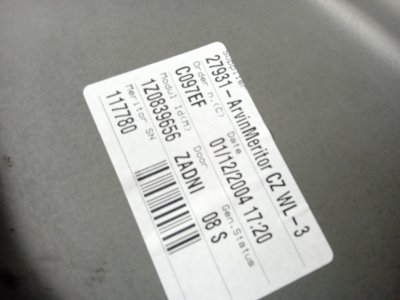 Supplier
27931-ArvinMeritor CZ WL-3
Order n.(C) Date
C097EF 01/12/2004 17:20
Modul Id(M) Door Gen.Status
1Z0839656 ZADNI 08 S
Meritor SN
117780